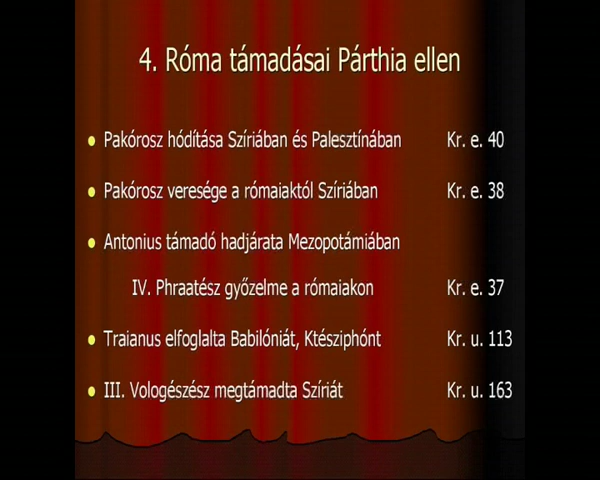 4. Róma támadásai Párthia ellen
Pakórosz hódítása Szíriában és Palesztínában Kr. e. 40
Pakórosz veresége a rómaiaktól Szíriában Kr. e. 38
Antonius támadó hadjárata Mezopotámiában
IV. Phraatész győzelme a rómaiakon Kr. e. 37
Traianus elfoglalta Babilóniát, Ktésziphónt Kr. u. 113
III. Vologészész megtámadta Szíriát Kr. u. 163